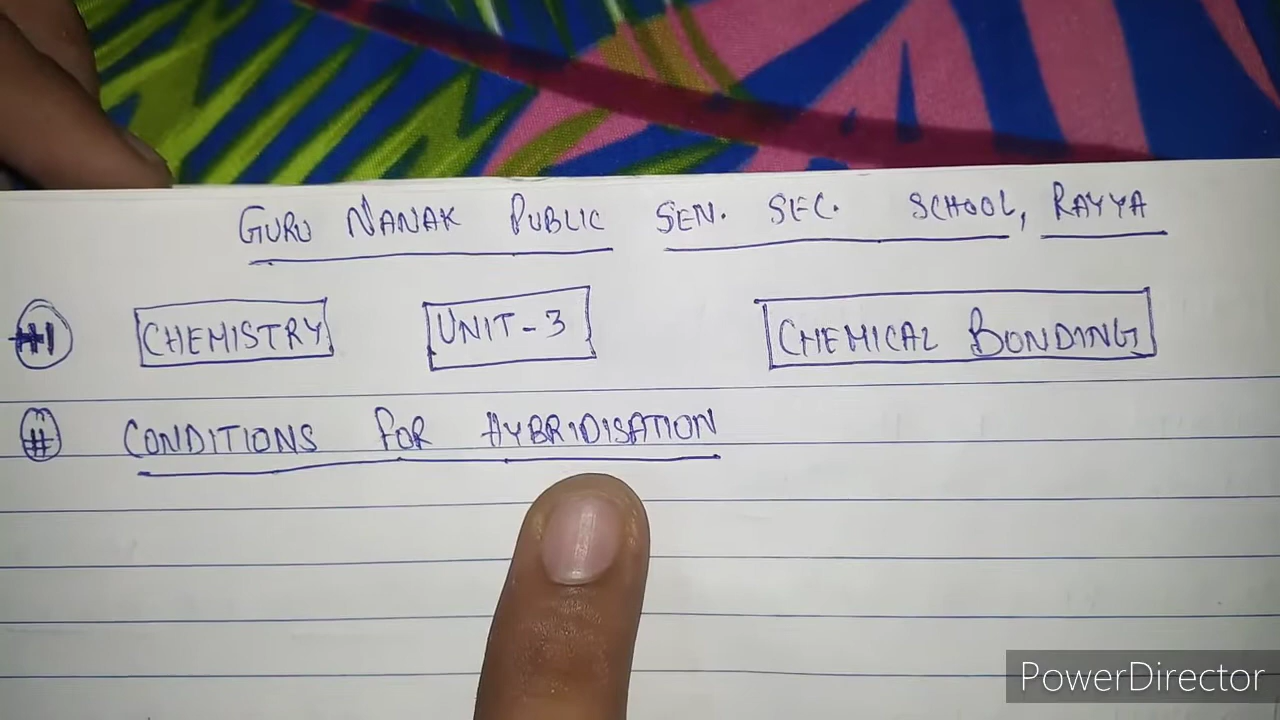 GURU NANAK PUBLIC SEN. SEC. SCHOOL, RAYYA
#1 CHEMISTRY UNIT-3 CHEMICAL BONDING
# CONDITIONS FOR HYBRIDISATION
PowerDirector